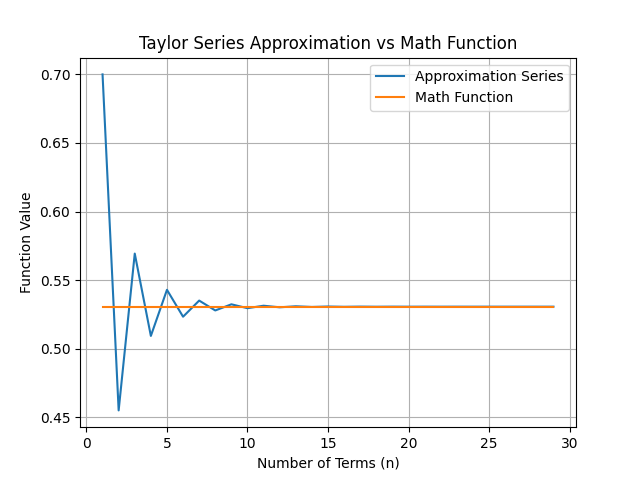 Taylor Series Approximation vs Math Function
Approximation Series
Math Function
Function Value
0.70
0.65
0.60
0.55
0.50
0.45
0
5
10
15
20
25
30
Number of Terms (n)